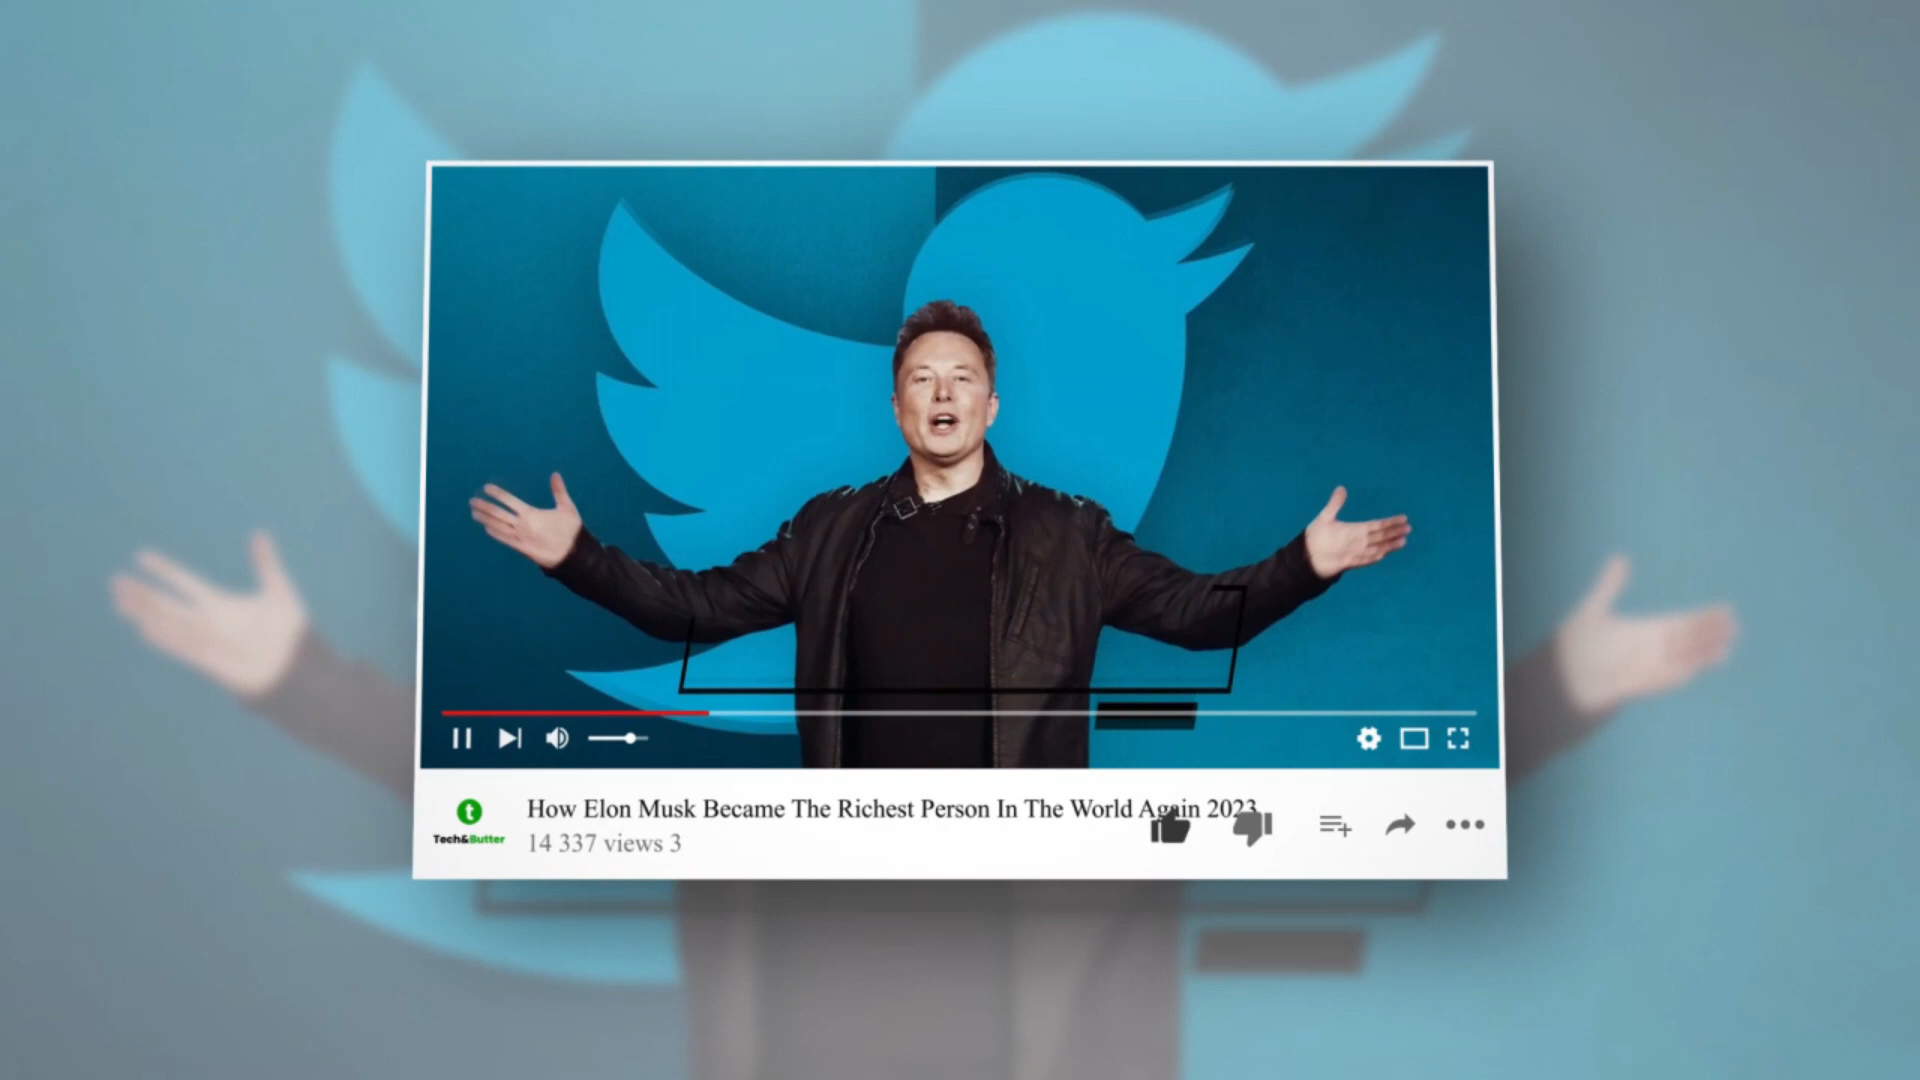 How Elon Musk Became The Richest Person In The World Again 2023
14 337 views 3
t
Tech&Butter